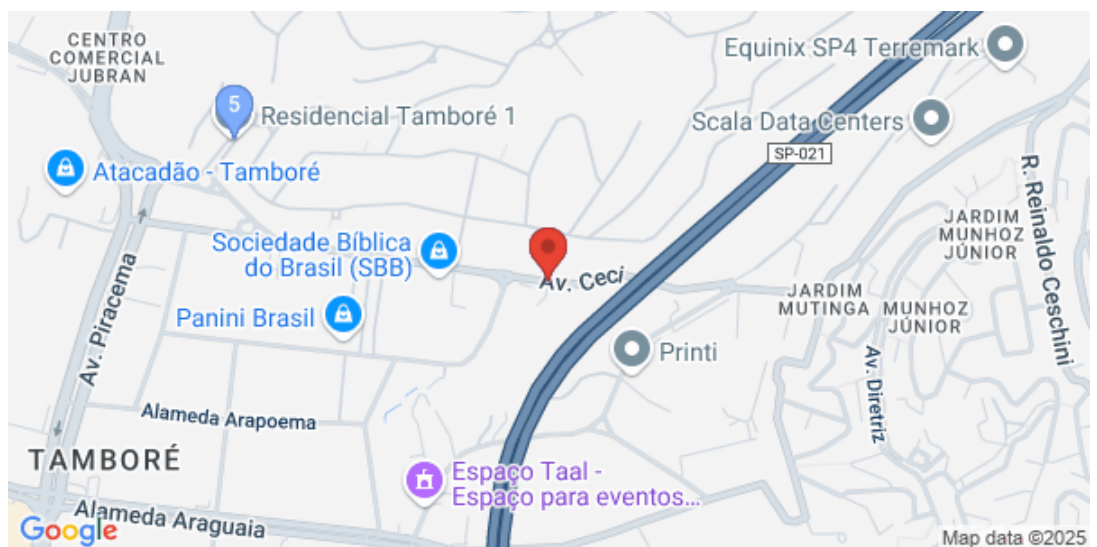 CENTRO
COMERCIAL
JUBRAN
Equinix SP4 Terremark
5
Residencial Tamboré 1
Scala Data Centers
SP-021
Atacadão - Tamboré
R. Reinaldo Ceschini
JARDIM
MUNHOZ
JÚNIOR
Sociedade Bíblica
do Brasil (SBB)
Av. Ceci
Av. Piracema
Panini Brasil
JARDIM
MUTINGA
MUNHOZ
JÚNIOR
Printi
Av. Diretriz
Alameda Arapoema
TAMBORÉ
Espaço Taal -
Espaço para eventos...
Alameda Araguaia
Google
Map data ©2025